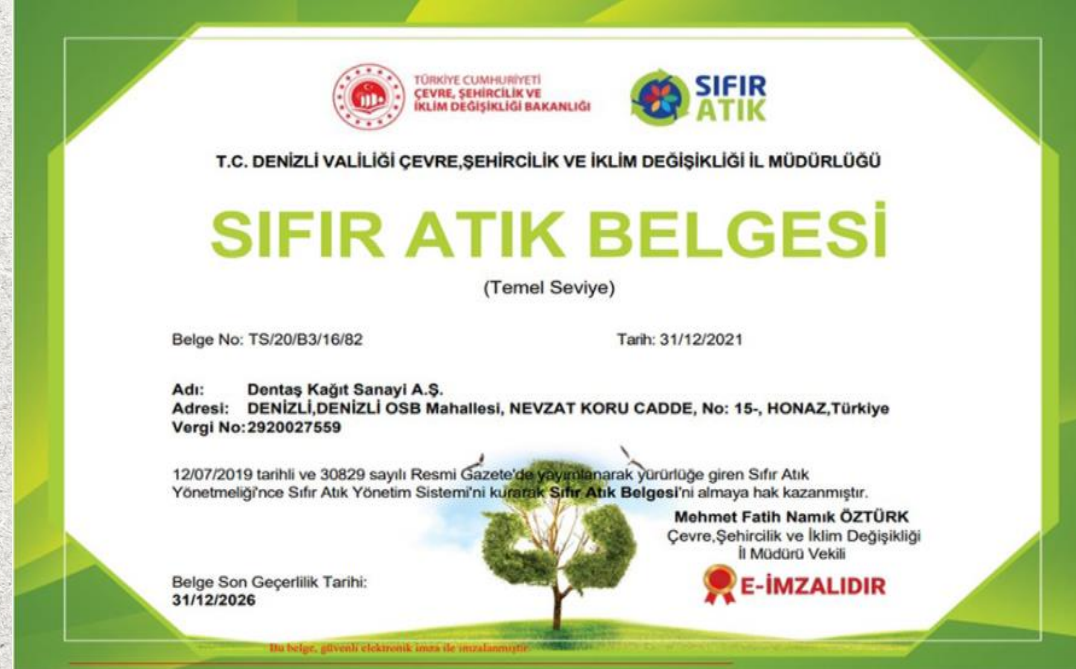 TÜRKİYE CUMHURİYETİ
ÇEVRE, ŞEHİRCİLİK VE
İKLİM DEĞİŞİKLİĞİ BAKANLIĞI
SIFIR
ATIK
T.C. DENİZLİ VALİLİĞİ ÇEVRE,ŞEHİRCİLİK VE İKLİM DEĞİŞİKLİĞİ İL MÜDÜRLÜĞÜ
SIFIR ATIK BELGESİ
(Temel Seviye)
Belge No: TS/20/B3/16/82 Tarih: 31/12/2021
Adı: Dentaş Kağıt Sanayi A.Ş.
Adresi: DENİZLİ,DENİZLİ OSB Mahallesi, NEVZAT KORU CADDE, No: 15-, HONAZ,Türkiye
Vergi No:2920027559
12/07/2019 tarihli ve 30829 sayılı Resmi Gazete'de yayımlanarak yürürlüğe giren Sıfır Atık
Yönetmeliği'nce Sıfır Atık Yönetim Sistemi'ni kurarak Sıfır Atık Belgesi'ni almaya hak kazanmıştır.
Mehmet Fatih Namık ÖZTÜRK
Çevre,Şehircilik ve İklim Değişikliği
İl Müdürü Vekili
E-İMZALIDIR
Belge Son Geçerlilik Tarihi:
31/12/2026
Bu belge, güvenli elektronik imza ile imzalanmıştır.